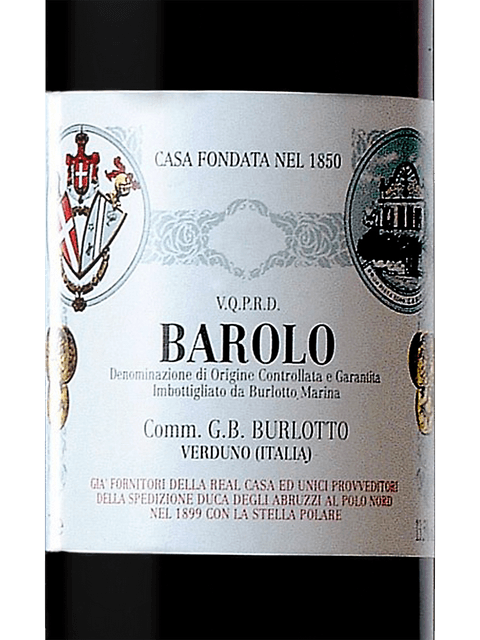 CASA FONDATA NEL 1850
V.Q.P.R.D.
BAROLO
Denominazione di Origine Controllata e Garantita
Imbottigliato da Burlotto, Marina
Comm. G.B. BURLOTTO
VERDUNO (ITALIA)
GIA' FORNITORI DELLA REAL CASA ED UNICI PROVVEDITORI
DELLA SPEDIZIONE DUCA DEGLI ABRUZZI AL POLO NORD
NEL 1899 CON LA STELLA POLARE